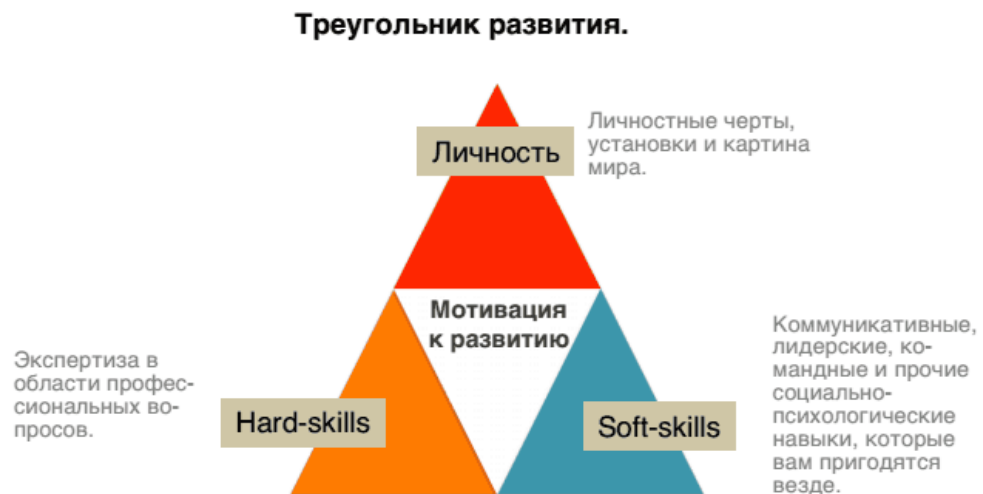 Треугольник развития.
Личность
Личностные черты,
установки и картина
мира.
Мотивация
к развитию
Экспертиза в
области профес-
сиональных во-
просов.
Hard-skills
Soft-skills
Коммуникативные,
лидерские, ко-
мандные и прочие
социально-
психологические
навыки, которые
вам пригодятся
везде.